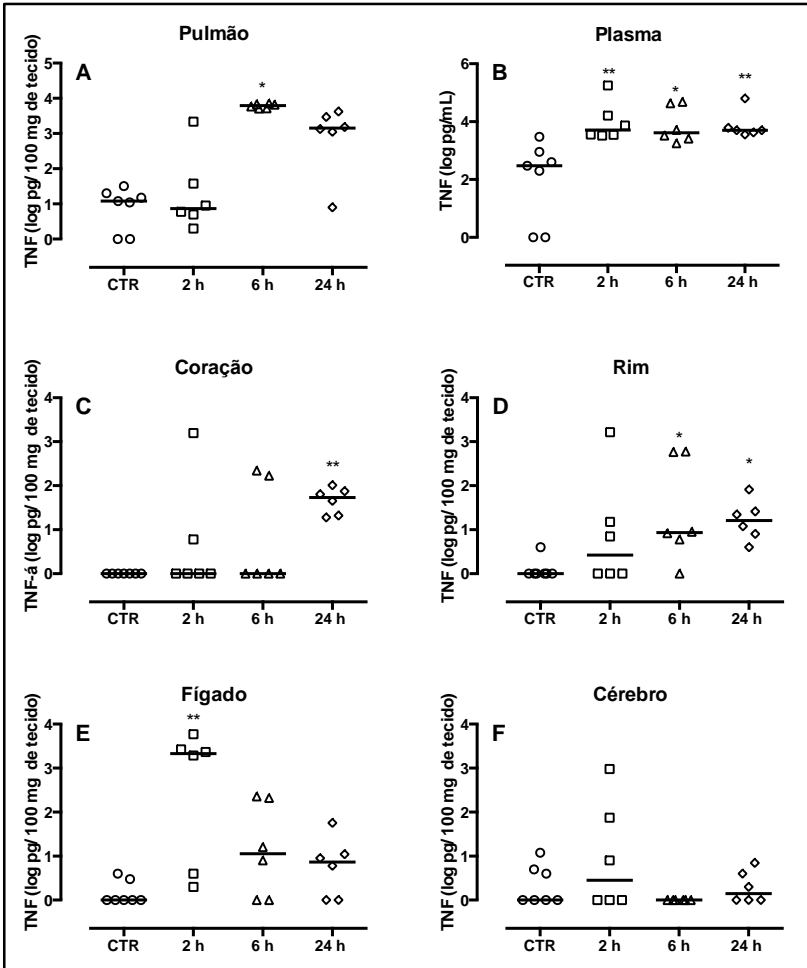 Pulmão
A
TNF (log pg/ 100 mg de tecido)
5
4
3
2
1
0
*
CTR 2 h 6 h 24 h
Plasma
B
TNF (log pg/mL)
6
4
2
0
** * **
CTR 2 h 6 h 24 h
Coração
C
TNF-á (log pg/ 100 mg de tecido)
4
3
2
1
0
**
CTR 2 h 6 h 24 h
Rim
D
TNF (log pg/ 100 mg de tecido)
4
3
2
1
0
* *
CTR 2 h 6 h 24 h
Fígado
E
TNF (log pg/ 100 mg de tecido)
4
3
2
1
0
**
CTR 2 h 6 h 24 h
Cérebro
F
TNF (log pg/ 100 mg de tecido)
4
3
2
1
0
CTR 2 h 6 h 24 h